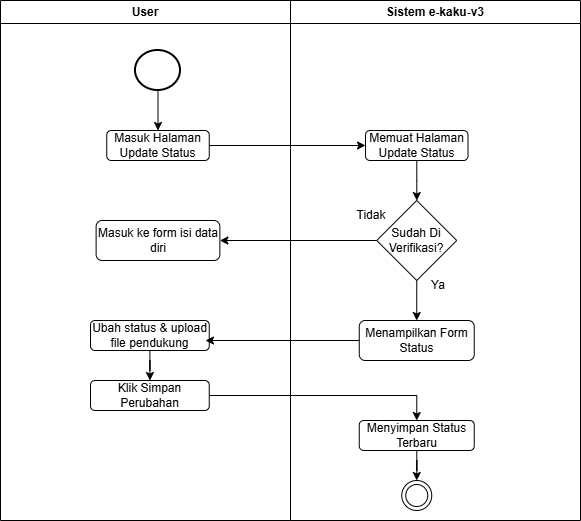 User
Sistem e-kaku-v3
Masuk Halaman
Update Status
Memuat Halaman
Update Status
Tidak
Sudah Di
Verifikasi?
Masuk ke form isi data
diri
Ya
Ubah status & upload
file pendukung
Menampilkan Form
Status
Klik Simpan
Perubahan
Menyimpan Status
Terbaru